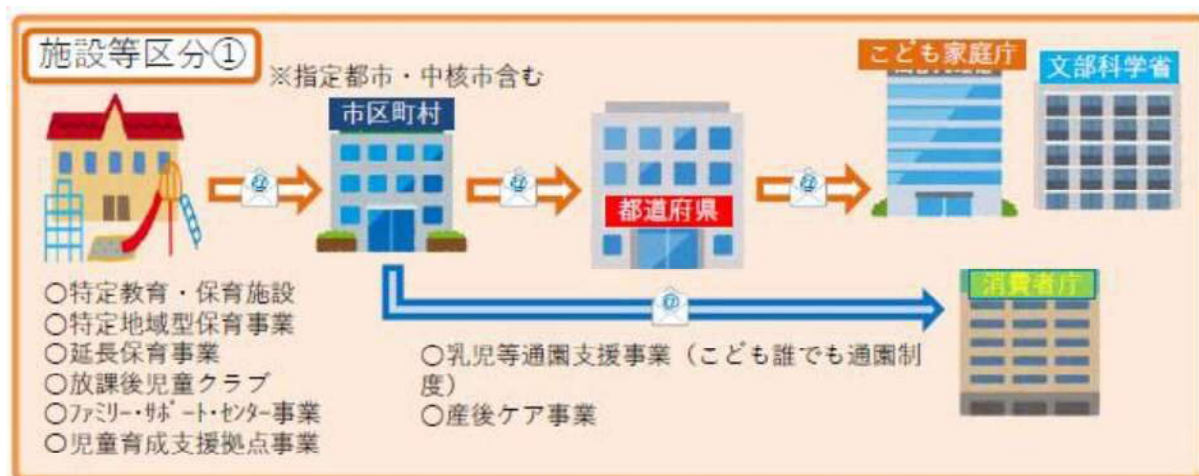 施設等区分①
※指定都市・中核市含む
市区町村
都道府県
こども家庭庁
文部科学省
消費者庁
○特定教育・保育施設
○特定地域型保育事業
○延長保育事業
○放課後児童クラブ
○ﾌｧﾐﾘｰ･ｻﾎﾟｰﾄ･ｾﾝﾀｰ事業
○児童育成支援拠点事業
○乳児等通園支援事業（こども誰でも通園制
度）
○産後ケア事業